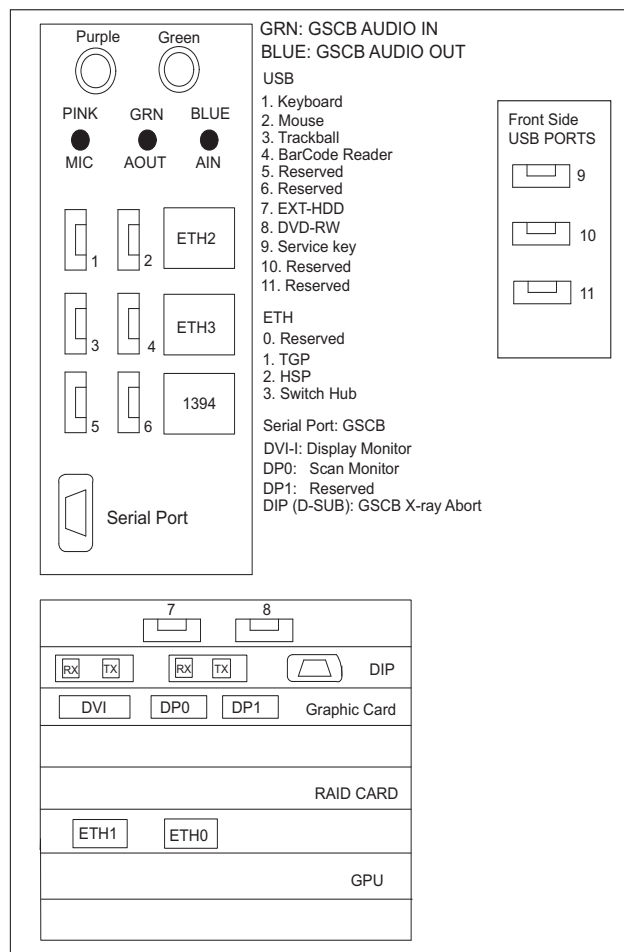 Purple Green
PINK GRN BLUE
MIC AOUT AIN
1 2 ETH2
3 4 ETH3
5 6 1394
Serial Port
GRN: GSCB AUDIO IN
BLUE: GSCB AUDIO OUT
USB
1. Keyboard
2. Mouse
3. Trackball
4. BarCode Reader
5. Reserved
6. Reserved
7. EXT-HDD
8. DVD-RW
9. Service key
10. Reserved
11. Reserved
ETH
0. Reserved
1. TGP
2. HSP
3. Switch Hub
Serial Port: GSCB
DVI-I: Display Monitor
DP0: Scan Monitor
DP1: Reserved
DIP (D-SUB): GSCB X-ray Abort
Front Side
USB PORTS
9
10
11
7 8
RX TX RX TX DIP
DVI DP0 DP1 Graphic Card
RAID CARD
ETH1 ETH0
GPU